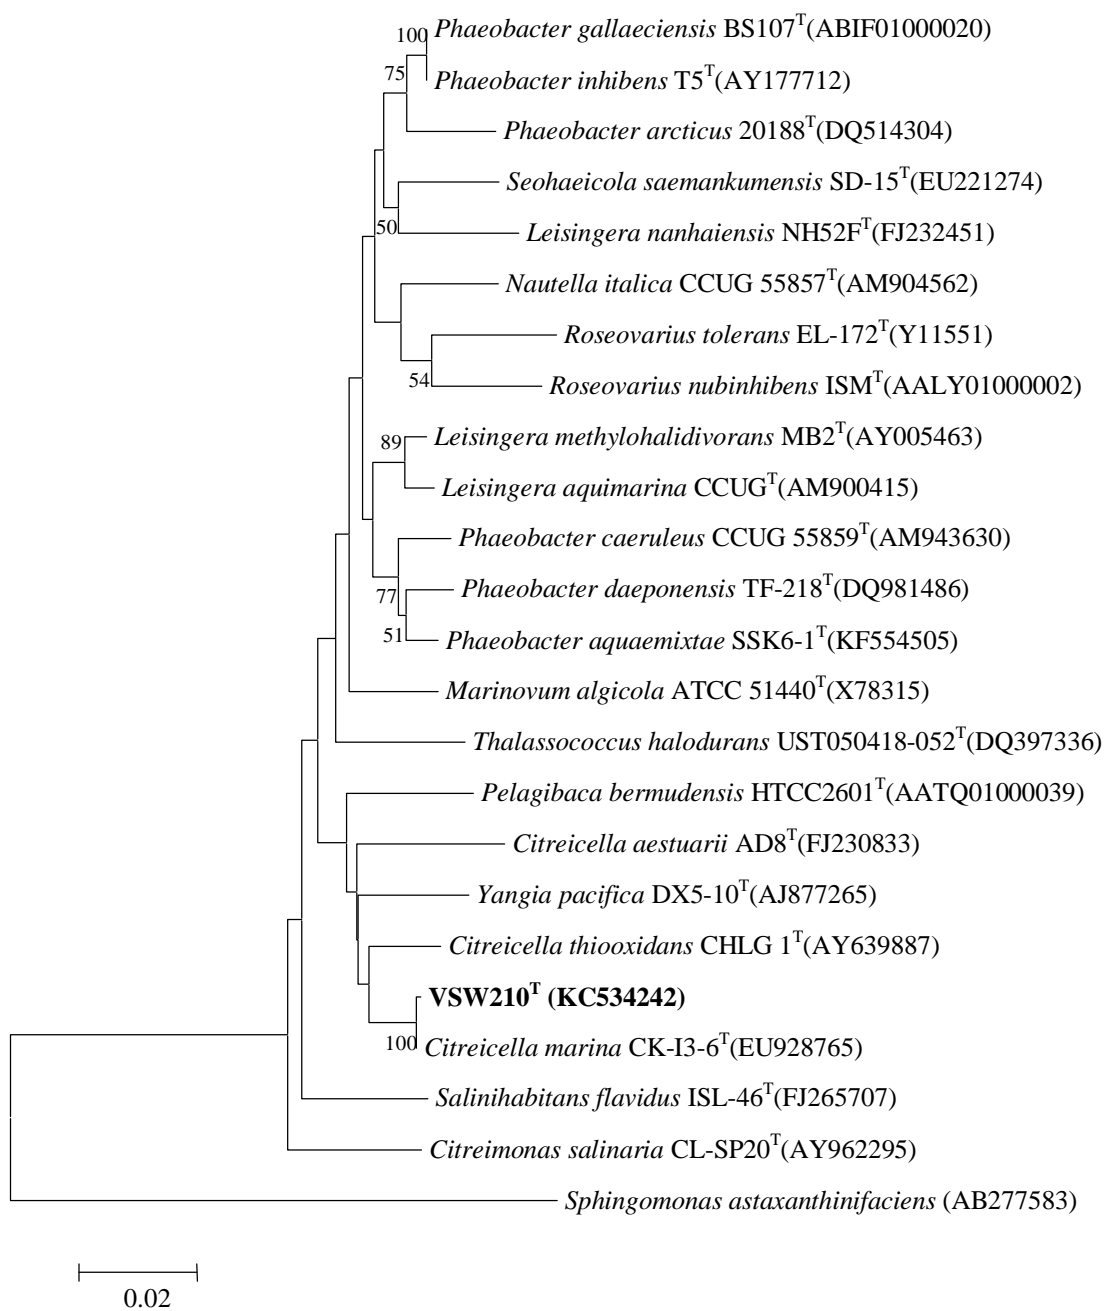 100 Phaeobacter gallaeciensis BS107T(ABIF01000020)
75 Phaeobacter inhibens T5T(AY177712)
Phaeobacter arcticus 20188T(DQ514304)
Seohaeicola saemankumensis SD-15T(EU221274)
50 Leisingera nanhaiensis NH52FT(FJ232451)
Nautella italica CCUG 55857T(AM904562)
Roseovarius tolerans EL-172T(Y11551)
54 Roseovarius nubinhibens ISMT(AALY01000002)
89 Leisingera methylohalidivorans MB2T(AY005463)
Leisingera aquimarina CCUGT(AM900415)
Phaeobacter caeruleus CCUG 55859T(AM943630)
77 Phaeobacter daeponensis TF-218T(DQ981486)
51 Phaeobacter aquaemixtae SSK6-1T(KF554505)
Marinovum algicola ATCC 51440T(X78315)
Thalassococcus halodurans UST050418-052T(DQ397336)
Pelagibaca bermudensis HTCC2601T(AATQ01000039)
Citreicella aestuarii AD8T(FJ230833)
Yangia pacifica DX5-10T(AJ877265)
Citreicella thiooxidans CHLG 1T(AY639887)
VSW210T (KC534242)
100 Citreicella marina CK-I3-6T(EU928765)
Salinihabitans flavidus ISL-46T(FJ265707)
Citreimonas salinaria CL-SP20T(AY962295)
Sphingomonas astaxanthinifaciens (AB277583)
0.02